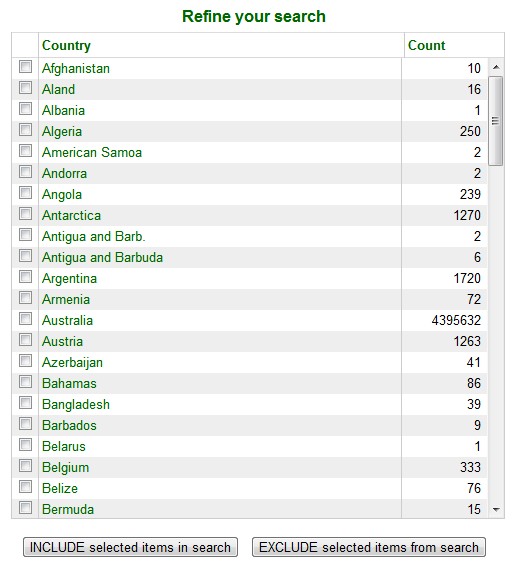 Refine your search
Country Count
Afghanistan 10
Aland 16
Albania 1
Algeria 250
American Samoa 2
Andorra 2
Angola 239
Antarctica 1270
Antigua and Barb. 2
Antigua and Barbuda 6
Argentina 1720
Armenia 72
Australia 4395632
Austria 1263
Azerbaijan 41
Bahamas 86
Bangladesh 39
Barbados 9
Belarus 1
Belgium 333
Belize 76
Bermuda 15
INCLUDE selected items in search EXCLUDE selected items from search